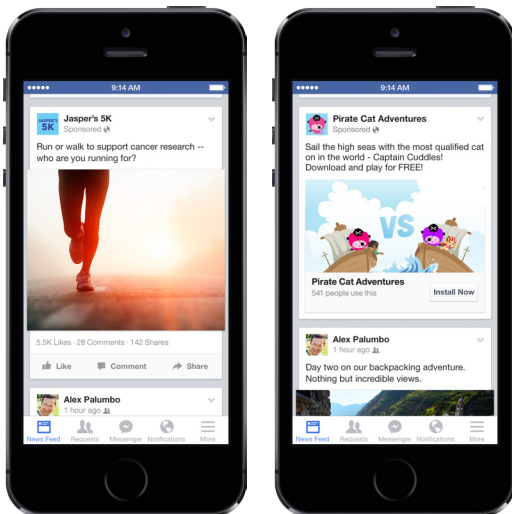 9:14 AM
JASPER'S
5K
Jasper's 5K
Sponsored
Run or walk to support cancer research --
who are you running for?
5.5K Likes · 28 Comments · 142 Shares
Like
Comment
Share
Alex Palumbo
1 hour ago
News Feed
Requests
Messenger
Notifications
More
9:14 AM
Pirate Cat Adventures
Sponsored
Sail the high seas with the most qualified cat
on in the world - Captain Cuddles!
Download and play for FREE!
VS
Pirate Cat Adventures
541 people use this
Install Now
Alex Palumbo
1 hour ago
Day two on our backpacking adventure.
Nothing but incredible views.
News Feed
Requests
Messenger
Notifications
More